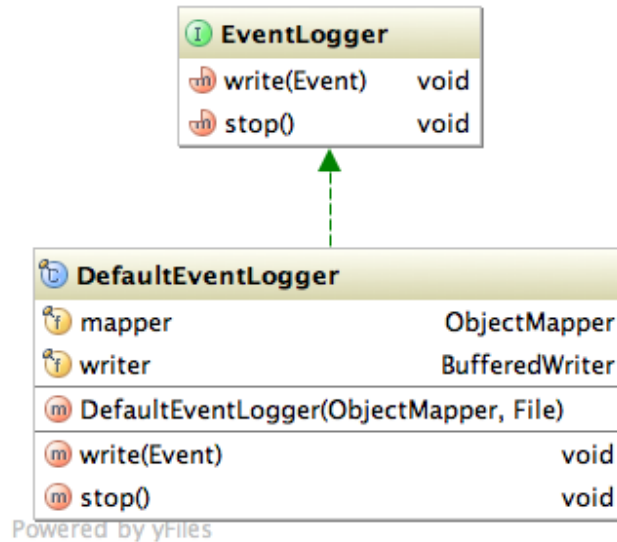 I EventLogger
m write(Event) void
m stop() void
C DefaultEventLogger
f mapper ObjectMapper
f writer BufferedWriter
m DefaultEventLogger(ObjectMapper, File)
m write(Event) void
m stop() void
Powered by yFiles